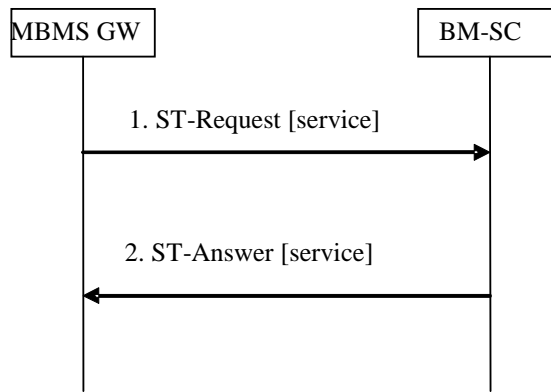 MBMS GW
BM-SC
1. ST-Request [service]
2. ST-Answer [service]